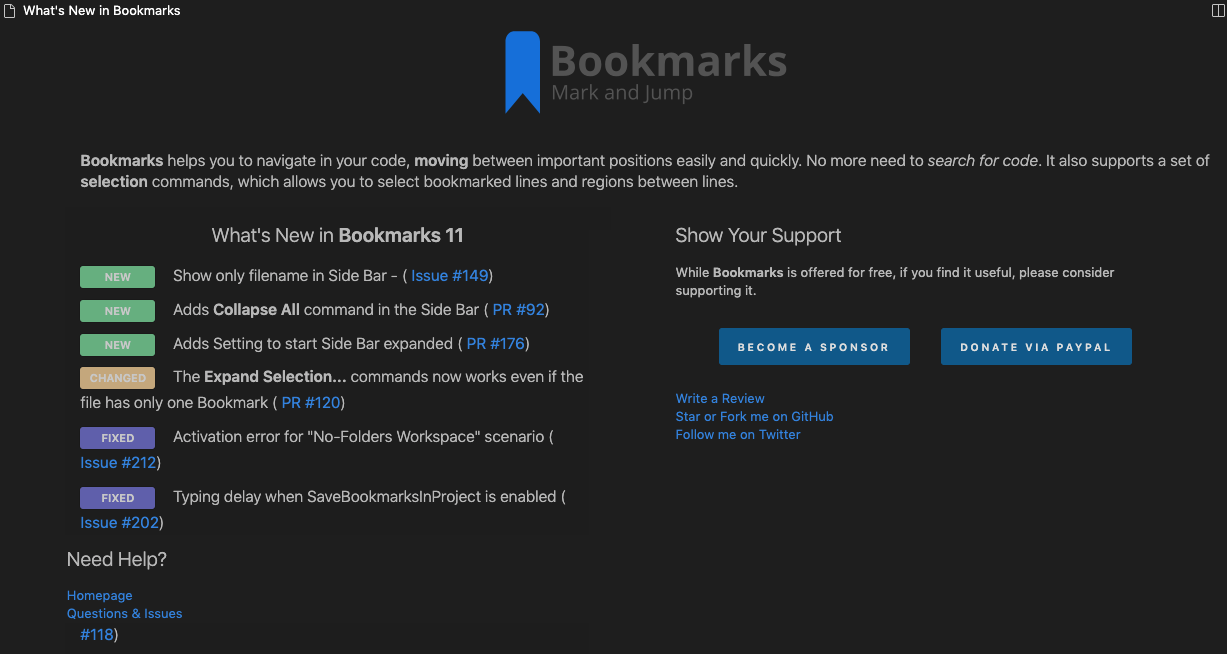 What's New in Bookmarks
Bookmarks
Mark and Jump
Bookmarks helps you to navigate in your code, moving between important positions easily and quickly. No more need to search for code. It also supports a set of
selection commands, which allows you to select bookmarked lines and regions between lines.
What's New in Bookmarks 11
NEW Show only filename in Side Bar - ( Issue #149)
NEW Adds Collapse All command in the Side Bar ( PR #92)
NEW Adds Setting to start Side Bar expanded ( PR #176)
CHANGED The Expand Selection... commands now works even if the
file has only one Bookmark ( PR #120)
FIXED Activation error for "No-Folders Workspace" scenario (
Issue #212)
FIXED Typing delay when SaveBookmarksInProject is enabled (
Issue #202)
Need Help?
Homepage
Questions & Issues
#118)
Show Your Support
While Bookmarks is offered for free, if you find it useful, please consider
supporting it.
BECOME A SPONSOR
DONATE VIA PAYPAL
Write a Review
Star or Fork me on GitHub
Follow me on Twitter